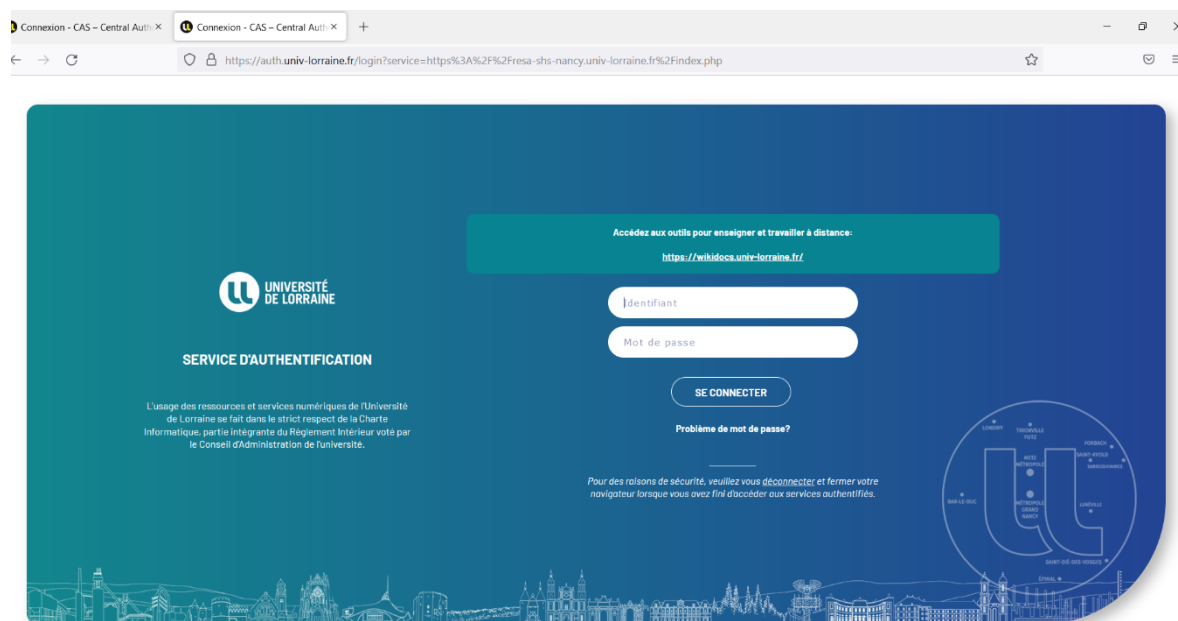 Connexion - CAS – Central Auth
Connexion - CAS – Central Auth
https://auth.univ-lorraine.fr/login?service=https%3A%2F%2Fresa-shs-nancy.univ-lorraine.fr%2Findex.php
Accédez aux outils pour enseigner et travailler à distance:
https://wikidocs.univ-lorraine.fr/
UNIVERSITÉ
DE LORRAINE
Identifiant
Mot de passe
SERVICE D'AUTHENTIFICATION
SE CONNECTER
L'usage des ressources et services numériques de l'Université
de Lorraine se fait dans le strict respect de la Charte
Informatique, partie intégrante du Règlement Intérieur voté par
le Conseil d'Administration de l'université.
Problème de mot de passe?
Pour des raisons de sécurité, veuillez vous déconnecter et fermer votre
navigateur lorsque vous avez fini d'accéder aux services authentifiés.
LONGWY
THIONVILLE
YUTZ
FORBACH
METZ
MÉTROPOLE
SAINT-AVOLD
SARREGUEMINES
BAR-LE-DUC
MÉTROPOLE
GRAND
NANCY
LUNÉVILLE
SAINT-DIÉ-DES-VOSGES
ÉPINAL